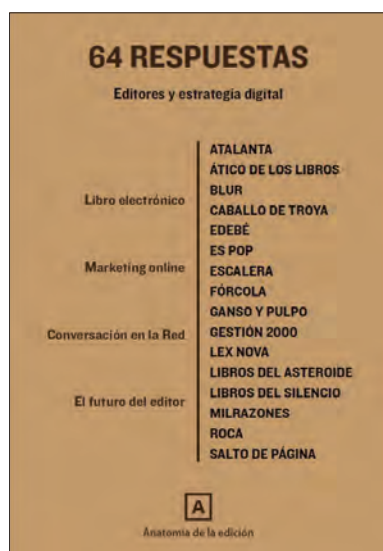 64 RESPUESTAS
Editores y estrategia digital
Libro electrónico
Marketing online
Conversación en la Red
El futuro del editor
ATALANTA
ÁTICO DE LOS LIBROS
BLUR
CABALLO DE TROYA
EDEBÉ
ES POP
ESCALERA
FÓRCOLA
GANSO Y PULPO
GESTIÓN 2000
LEX NOVA
LIBROS DEL ASTEROIDE
LIBROS DEL SILENCIO
MILRAZONES
ROCA
SALTO DE PÁGINA
A
Anatomía de la edición